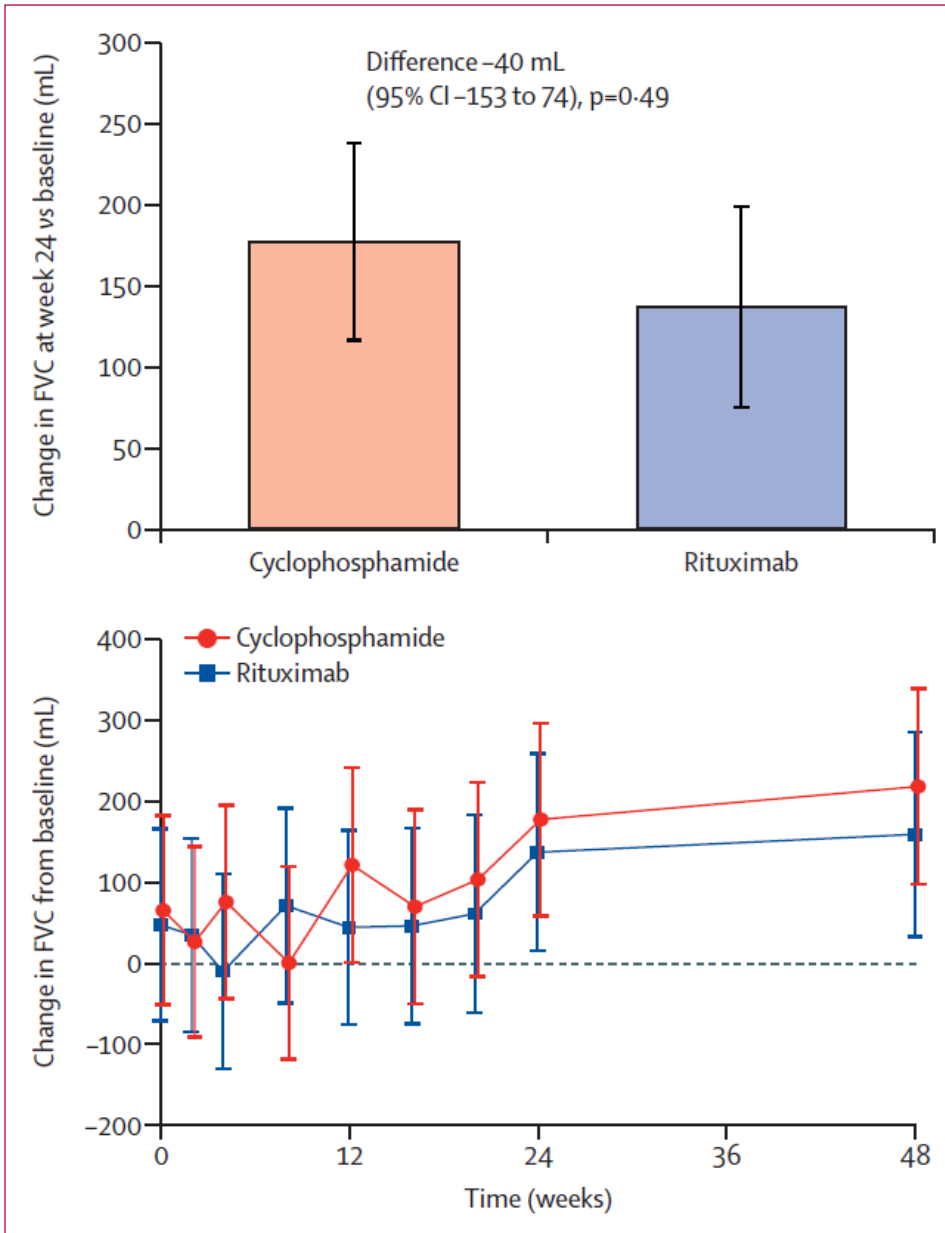 300
250
200
150
100
50
0
Change in FVC at week 24 vs baseline (mL)
Difference –40 mL
(95% CI –153 to 74), p=0·49
Cyclophosphamide
Rituximab
Cyclophosphamide
Rituximab
400
300
200
100
0
–100
–200
Change in FVC from baseline (mL)
0
12
24
36
48
Time (weeks)